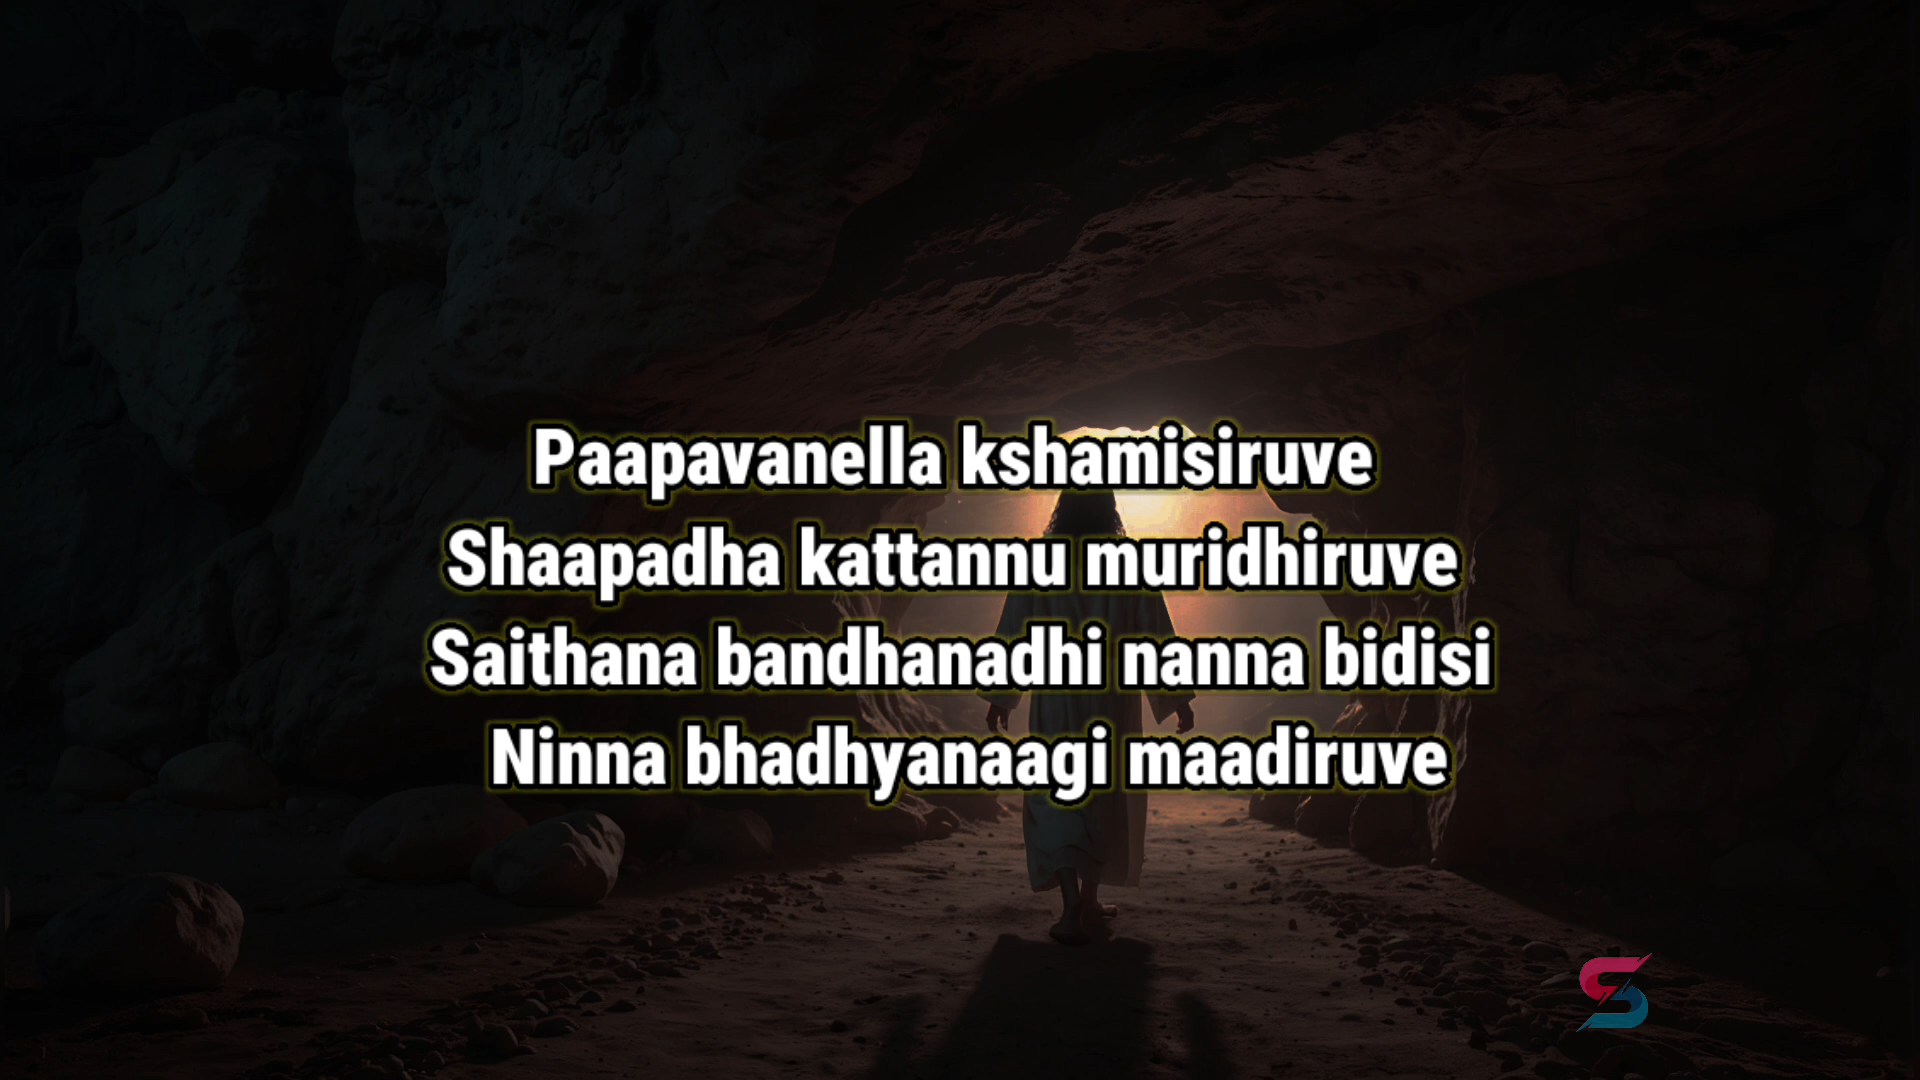 Paapavanella kshamisiruve
Shaapadha kattannu muridhiruve
Saithana bandhanadhi nanna bidisi
Ninna bhadhyanaagi maadiruve